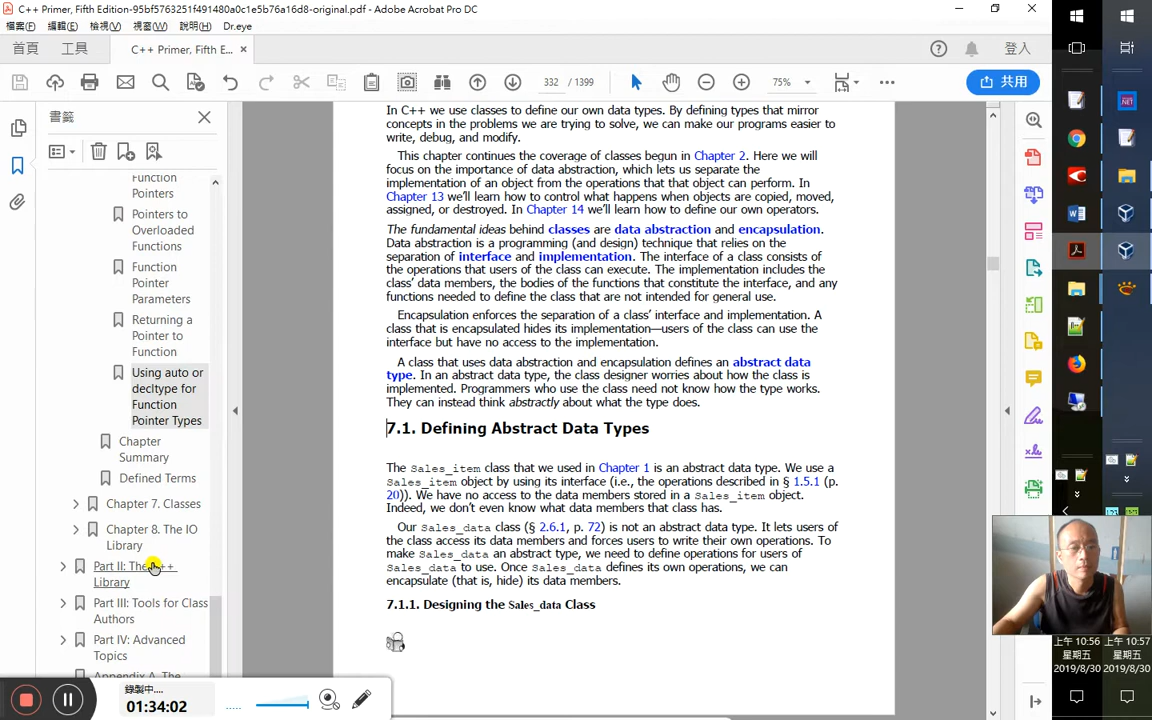 C++ Primer, Fifth Edition-95bf5763251f491480a0c1e5b76a16d8-original.pdf - Adobe Acrobat Pro DC
檔案(F) 編輯(E) 檢視(V) 視窗(W) 說明(H) Dr.eye
首頁 工具 C++ Primer, Fifth E... ×
登入
332 / 1399 75% 共用
書籤
Function
Pointers
Pointers to
Overloaded
Functions
Function
Pointer
Parameters
Returning a
Pointer to
Function
Using auto or
decltype for
Function
Pointer Types
Chapter
Summary
Defined Terms
Chapter 7. Classes
Chapter 8. The IO
Library
Part II: The C++
Library
Part III: Tools for Class
Authors
Part IV: Advanced
Topics
Appendix A. The
In C++ we use classes to define our own data types. By defining types that mirror
concepts in the problems we are trying to solve, we can make our programs easier to
write, debug, and modify.
This chapter continues the coverage of classes begun in Chapter 2. Here we will
focus on the importance of data abstraction, which lets us separate the
implementation of an object from the operations that that object can perform. In
Chapter 13 we'll learn how to control what happens when objects are copied, moved,
assigned, or destroyed. In Chapter 14 we'll learn how to define our own operators.
The fundamental ideas behind classes are data abstraction and encapsulation.
Data abstraction is a programming (and design) technique that relies on the
separation of interface and implementation. The interface of a class consists of
the operations that users of the class can execute. The implementation includes the
class' data members, the bodies of the functions that constitute the interface, and any
functions needed to define the class that are not intended for general use.
Encapsulation enforces the separation of a class' interface and implementation. A
class that is encapsulated hides its implementation—users of the class can use the
interface but have no access to the implementation.
A class that uses data abstraction and encapsulation defines an abstract data
type. In an abstract data type, the class designer worries about how the class is
implemented. Programmers who use the class need not know how the type works.
They can instead think abstractly about what the type does.
7.1. Defining Abstract Data Types
The Sales_item class that we used in Chapter 1 is an abstract data type. We use a
Sales_item object by using its interface (i.e., the operations described in § 1.5.1 (p.
20)). We have no access to the data members stored in a Sales_item object.
Indeed, we don't even know what data members that class has.
Our Sales_data class (§ 2.6.1, p. 72) is not an abstract data type. It lets users of
the class access its data members and forces users to write their own operations. To
make Sales_data an abstract type, we need to define operations for users of
Sales_data to use. Once Sales_data defines its own operations, we can
encapsulate (that is, hide) its data members.
7.1.1. Designing the Sales_data Class
錄製中....
01:34:02
上午 10:56 上午 10:57
星期五 星期五
2019/8/30 2019/8/30